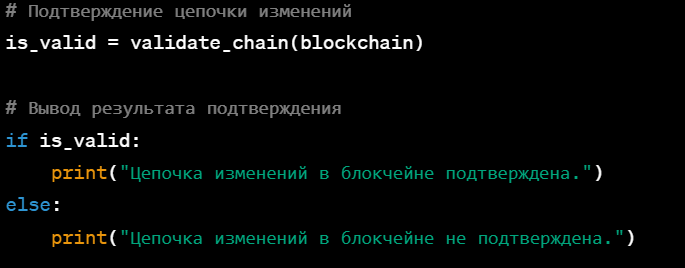 # Подтверждение цепочки изменений
is_valid = validate_chain(blockchain)

# Вывод результата подтверждения
if is_valid:
    print("Цепочка изменений в блокчейне подтверждена.")
else:
    print("Цепочка изменений в блокчейне не подтверждена.")